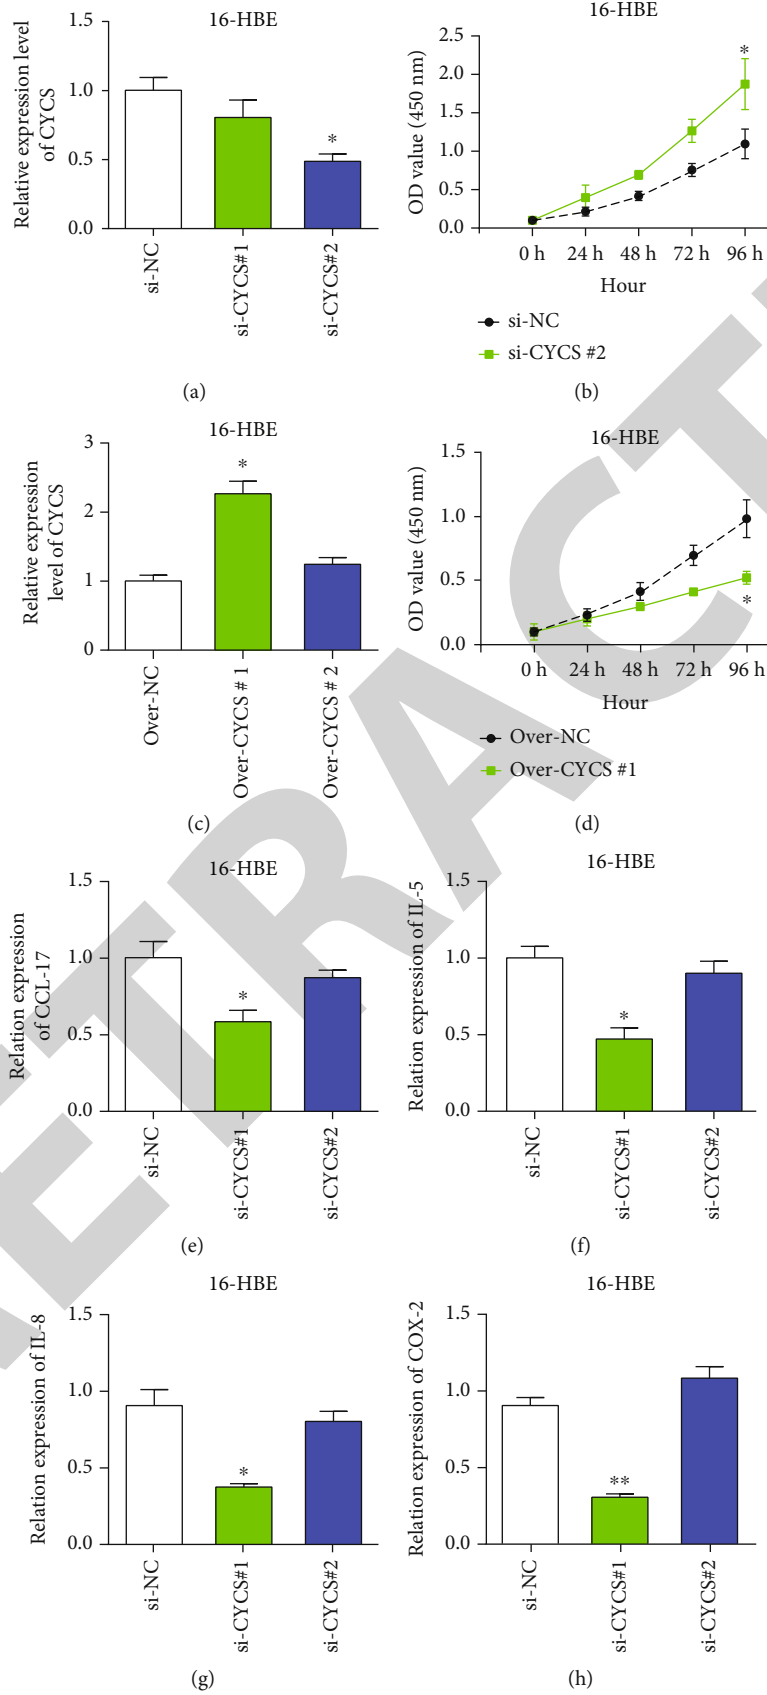 16-HBE
Relative expression level
of CYCS
1.5
1.0
0.5
0.0
*
si-NC
si-CYCS#1
si-CYCS#2
(a)
16-HBE
OD value (450 nm)
2.5
2.0
1.5
1.0
0.5
0.0
*
0 h 24 h 48 h 72 h 96 h
Hour
si-NC
si-CYCS #2
(b)
16-HBE
Relative expression
level of CYCS
3
2
1
0
*
Over-NC
Over-CYCS # 1
Over-CYCS # 2
(c)
16-HBE
OD value (450 nm)
1.5
1.0
0.5
0.0
*
0 h 24 h 48 h 72 h 96 h
Hour
Over-NC
Over-CYCS #1
(d)
16-HBE
Relation expression
of CCL-17
1.5
1.0
0.5
0.0
*
si-NC
si-CYCS#1
si-CYCS#2
(e)
16-HBE
Relation expression of IL-5
1.5
1.0
0.5
0.0
*
si-NC
si-CYCS#1
si-CYCS#2
(f)
16-HBE
Relation expression of IL-8
1.5
1.0
0.5
0.0
*
si-NC
si-CYCS#1
si-CYCS#2
(g)
16-HBE
Relation expression of COX-2
1.5
1.0
0.5
0.0
**
si-NC
si-CYCS#1
si-CYCS#2
(h)
ETRACT